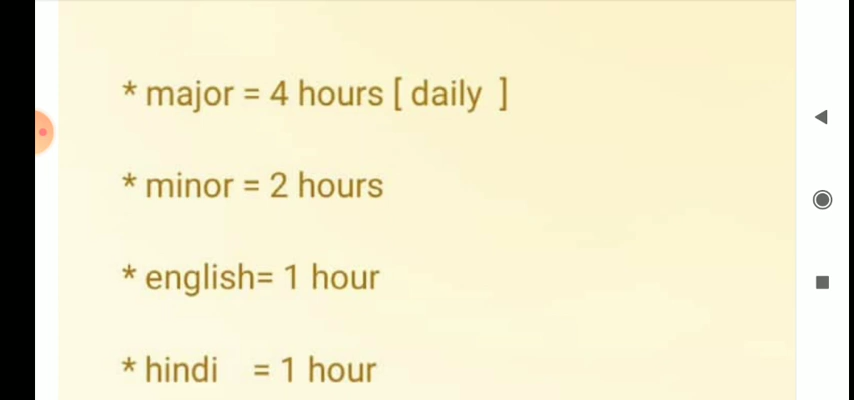 * major = 4 hours [ daily  ]
* minor = 2 hours
* english= 1 hour
* hindi    = 1 hour